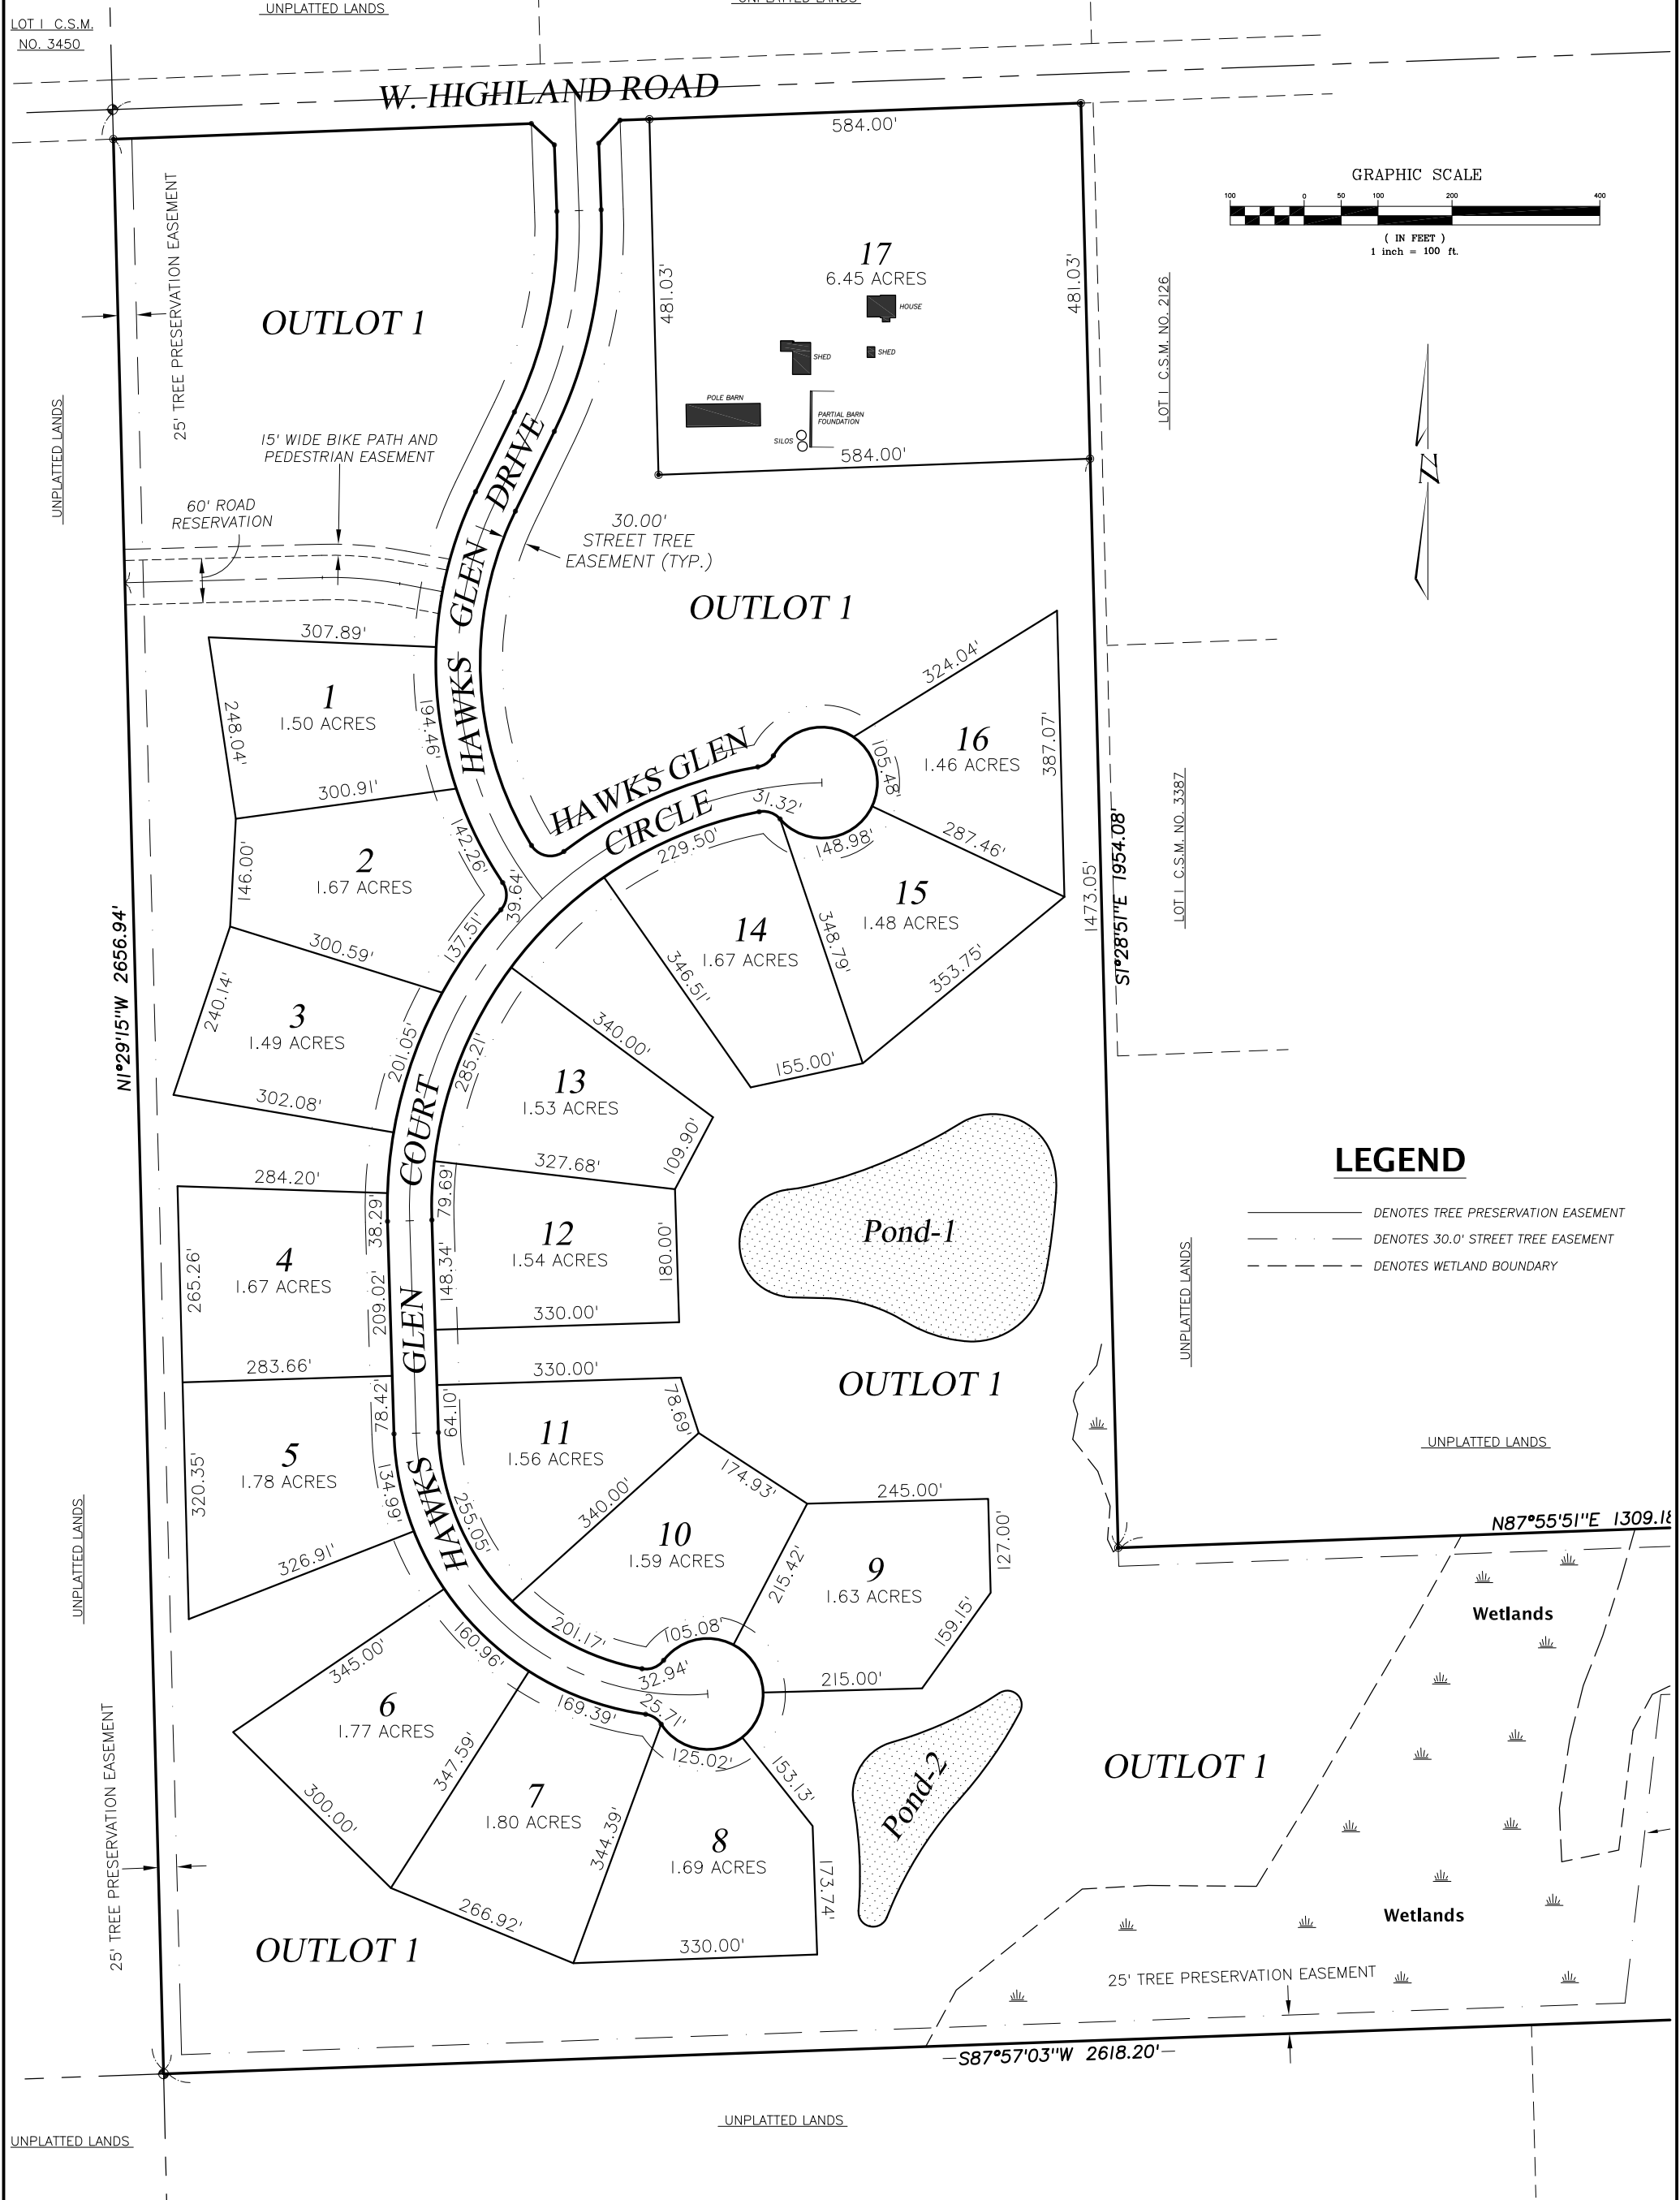 UNPLATTED LANDS
UNPLATTED LANDS
LOT 1 C.S.M.
NO. 3450
W. HIGHLAND ROAD
584.00'
GRAPHIC SCALE
100 0 50 100 200 400
( IN FEET )
1 inch = 100 ft.
25' TREE PRESERVATION EASEMENT
OUTLOT 1
17
6.45 ACRES
481.03'
481.03'
HOUSE
SHED
SHED
POLE BARN
PARTIAL BARN
FOUNDATION
SILOS
584.00'
LOT 1 C.S.M. NO. 2126
N
UNPLATTED LANDS
15' WIDE BIKE PATH AND
PEDESTRIAN EASEMENT
60' ROAD
RESERVATION
HAWKS GLEN DRIVE
30.00'
STREET TREE
EASEMENT (TYP.)
OUTLOT 1
307.89'
1
1.50 ACRES
248.04'
194.46'
300.91'
324.04'
16
1.46 ACRES
387.07'
105.48'
HAWKS GLEN
CIRCLE
31.32'
229.50'
148.98'
287.46'
2
1.67 ACRES
146.00'
142.26'
39.64'
137.51'
300.59'
15
1.48 ACRES
14
1.67 ACRES
348.79'
346.51'
353.75'
155.00'
1473.05'
S1°28'51"E 1954.08'
LOT 1 C.S.M. NO. 3387
N1°29'15"W 2656.94'
240.14'
3
1.49 ACRES
201.05'
302.08'
285.21'
340.00'
13
1.53 ACRES
109.90'
327.68'
HAWKS GLEN COURT
284.20'
38.29'
79.69'
4
1.67 ACRES
265.26'
209.02'
148.34'
12
1.54 ACRES
180.00'
330.00'
283.66'
Pond-1
LEGEND
DENOTES TREE PRESERVATION EASEMENT
DENOTES 30.0' STREET TREE EASEMENT
DENOTES WETLAND BOUNDARY
UNPLATTED LANDS
OUTLOT 1
330.00'
78.42'
64.10'
11
1.56 ACRES
78.69'
5
1.78 ACRES
320.35'
134.99'
255.05'
326.91'
340.00'
174.93'
245.00'
10
1.59 ACRES
215.42'
9
1.63 ACRES
127.00'
159.15'
215.00'
UNPLATTED LANDS
N87°55'51"E 1309.18
Wetlands
UNPLATTED LANDS
201.17'
105.08'
32.94'
160.96'
345.00'
6
1.77 ACRES
169.39'
25.71'
125.02'
153.13'
347.59'
300.00'
7
1.80 ACRES
344.39'
8
1.69 ACRES
173.74'
266.92'
330.00'
Pond-2
OUTLOT 1
Wetlands
25' TREE PRESERVATION EASEMENT
OUTLOT 1
25' TREE PRESERVATION EASEMENT
S87°57'03"W 2618.20'
UNPLATTED LANDS
UNPLATTED LANDS